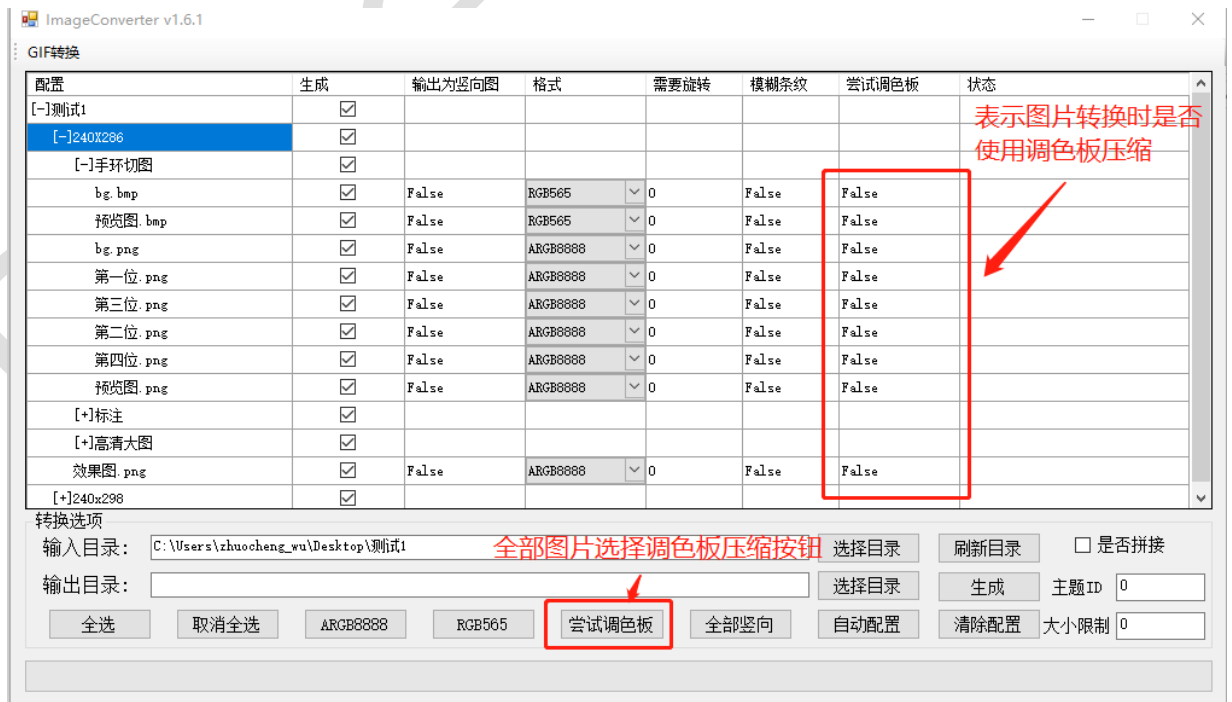 ImageConverter v1.6.1
GIF转换
配置 生成 输出为竖向图 格式 需要旋转 模糊条纹 尝试调色板 状态
[-]测试1
表示图片转换时是否
使用调色板压缩
[-]240X286
[-]手环切图
bg.bmp False RGB565 0 False False
预览图.bmp False RGB565 0 False False
bg.png False ARGB8888 0 False False
第一位.png False ARGB8888 0 False False
第三位.png False ARGB8888 0 False False
第二位.png False ARGB8888 0 False False
第四位.png False ARGB8888 0 False False
预览图.png False ARGB8888 0 False False
[+]标注
[+]高清大图
效果图.png False ARGB8888 0 False False
[+]240x298
转换选项
输入目录: C:\Users\zhuocheng_wu\Desktop\测试1 全部图片选择调色板压缩按钮 选择目录 刷新目录 是否拼接
输出目录: 选择目录 生成 主题ID 0
全选 取消全选 ARGB8888 RGB565 尝试调色板 全部竖向 自动配置 清除配置 大小限制 0